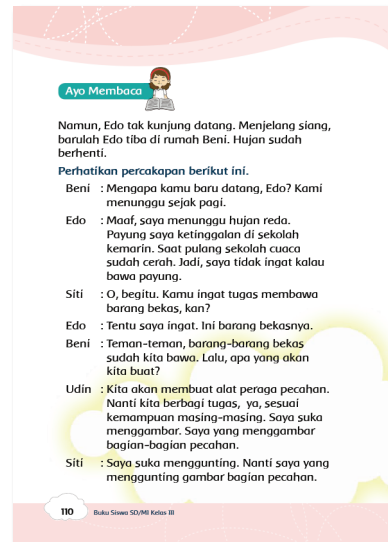 Ayo Membaca
Namun, Edo tak kunjung datang. Menjelang siang,
barulah Edo tiba di rumah Beni. Hujan sudah
berhenti.
Perhatikan percakapan berikut ini.
Beni : Mengapa kamu baru datang, Edo? Kami
menunggu sejak pagi.
Edo : Maaf, saya menunggu hujan reda.
Payung saya ketinggalan di sekolah
kemarin. Saat pulang sekolah cuaca
sudah cerah. Jadi, saya tidak ingat kalau
bawa payung.
Siti : O, begitu. Kamu ingat tugas membawa
barang bekas, kan?
Edo : Tentu saya ingat. Ini barang bekasnya.
Beni : Teman-teman, barang-barang bekas
sudah kita bawa. Lalu, apa yang akan
kita buat?
Udin : Kita akan membuat alat peraga pecahan.
Nanti kita berbagi tugas, ya, sesuai
kemampuan masing-masing. Saya suka
menggambar. Saya yang menggambar
bagian-bagian pecahan.
Siti : Saya suka menggunting. Nanti saya yang
menggunting gambar bagian pecahan.
110 Buku Siswa SD/MI Kelas III